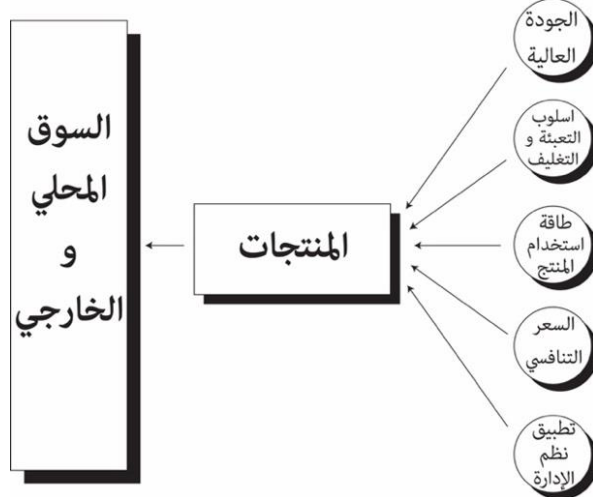 الجودة
العالية
اسلوب
التعبئة و
التغليف
طاقة
استخدام
المنتج
السعر
التنافسي
تطبيق
نظم
الإدارة
المنتجات
السوق
المحلي
و
الخارجي